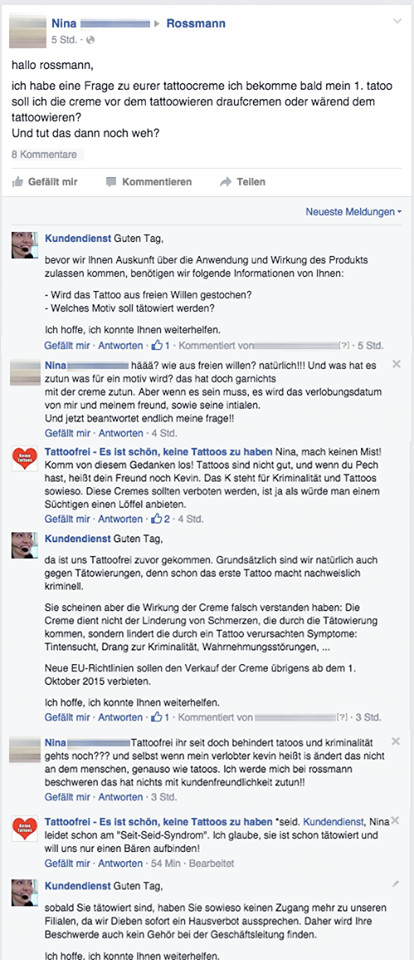 Nina ▸ Rossmann
5 Std. ·
hallo rossmann,
ich habe eine Frage zu eurer tattoocreme ich bekomme bald mein 1. tatoo
soll ich die creme vor dem tattoowieren draufcremen oder wärend dem
tattoowieren?
Und tut das dann noch weh?
8 Kommentare
Gefällt mir Kommentieren Teilen
Neueste Meldungen
Kundendienst Guten Tag,
bevor wir Ihnen Auskunft über die Anwendung und Wirkung des Produkts
zulassen kommen, benötigen wir folgende Informationen von Ihnen:
- Wird das Tattoo aus freien Willen gestochen?
- Welches Motiv soll tätowiert werden?
Ich hoffe, ich konnte Ihnen weiterhelfen.
Gefällt mir · Antworten · 1 · Kommentiert von [?] · 5 Std.
Nina häää? wie aus freien willen? natürlich!!! Und was hat es
zutun was für ein motiv wird? das hat doch garnichts
mit der creme zutun. Aber wenn es sein muss, es wird das verlobungsdatum
von mir und meinem freund, sowie seine intialen.
Und jetzt beantwortet endlich meine frage!!
Gefällt mir · Antworten · 4 Std.
Keine Tattoos
Tattoofrei - Es ist schön, keine Tattoos zu haben Nina, mach keinen Mist!
Komm von diesem Gedanken los! Tattoos sind nicht gut, und wenn du Pech
hast, heißt dein Freund noch Kevin. Das K steht für Kriminalität und Tattoos
sowieso. Diese Cremes sollten verboten werden, ist ja als würde man einem
Süchtigen einen Löffel anbieten.
Gefällt mir · Antworten · 2 · 4 Std.
Kundendienst Guten Tag,
da ist uns Tattoofrei zuvor gekommen. Grundsätzlich sind wir natürlich auch
gegen Tätowierungen, denn schon das erste Tattoo macht nachweislich
kriminell.
Sie scheinen aber die Wirkung der Creme falsch verstanden haben: Die
Creme dient nicht der Linderung von Schmerzen, die durch die Tätowierung
kommen, sondern lindert die durch ein Tattoo verursachten Symptome:
Tintensucht, Drang zur Kriminalität, Wahrnehmungsstörungen, ...
Neue EU-Richtlinien sollen den Verkauf der Creme übrigens ab dem 1.
Oktober 2015 verbieten.
Ich hoffe, ich konnte Ihnen weiterhelfen.
Gefällt mir · Antworten · 1 · Kommentiert von [?] · 3 Std.
Nina Tattoofrei ihr seit doch behindert tatoos und kriminalität
gehts noch??? und selbst wenn mein verlobter kevin heißt is ändert das nicht
an dem menschen, genauso wie tatoos. Ich werde mich bei rossmann
beschweren das hat nichts mit kundenfreundlichkeit zutun!!
Gefällt mir · Antworten · 3 Std.
Keine Tattoos
Tattoofrei - Es ist schön, keine Tattoos zu haben *seid. Kundendienst, Nina
leidet schon am "Seit-Seid-Syndrom". Ich glaube, sie ist schon tätowiert und
will uns nur einen Bären aufbinden!
Gefällt mir · Antworten · 54 Min · Bearbeitet
Kundendienst Guten Tag,
sobald Sie tätowiert sind, haben Sie sowieso keinen Zugang mehr zu unseren
Filialen, da wir Dieben sofort ein Hausverbot aussprechen. Daher wird Ihre
Beschwerde auch kein Gehör bei der Geschäftsleitung finden.
Ich hoffe, ich konnte Ihnen weiterhelfen.